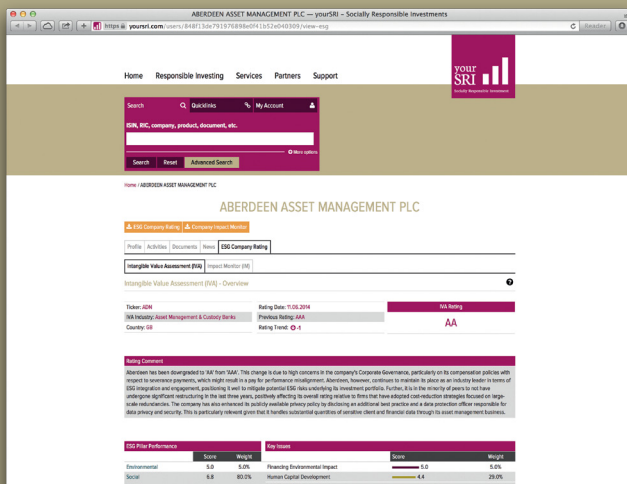 ABERDEEN ASSET MANAGEMENT PLC — yourSRI – Socially Responsible Investments
https yoursri.com/users/848f13de791976898e0f41b52e040309/view-esg
Reader
Home Responsible Investing Services Partners Support
your
SRI
Socially Responsible Investment
Search Quicklinks My Account
ISIN, RIC, company, product, document, etc.
More options
Search Reset Advanced Search
Home / ABERDEEN ASSET MANAGEMENT PLC
ABERDEEN ASSET MANAGEMENT PLC
ESG Company Rating Company Impact Monitor
Profile Activities Documents News ESG Company Rating
Intangible Value Assessment (IVA) Impact Monitor (IM)
Intangible Value Assessment (IVA) - Overview
Ticker: ADN Rating Date: 11.06.2014 IVA Rating
IVA Industry: Asset Management & Custody Banks Previous Rating: AAA AA
Country: GB Rating Trend: -1
Rating Comment
Aberdeen has been downgraded to 'AA' from 'AAA'. This change is due to high concerns in the company's Corporate Governance, particularly on its compensation policies with
respect to severance payments, which might result in a pay for performance misalignment. Aberdeen, however, continues to maintain its place as an industry leader in terms of
ESG integration and engagement, positioning it well to mitigate potential ESG risks underlying its investment portfolio. Further, it is in the minority of peers to not have
undergone significant restructuring in the last three years, positively affecting its overall rating relative to firms that have adopted cost-reduction strategies focused on large-
scale redundancies. The company has also enhanced its publicly available privacy policy by disclosing an additional best practice and a data protection officer responsible for
data privacy and security. This is particularly relevant given that it handles substantial quantities of sensitive client and financial data through its asset management business.
ESG Pillar Performance Key Issues
Score Weight Score Weight
Environmental 5.0 5.0% Financing Environmental Impact 5.0 5.0%
Social 6.8 80.0% Human Capital Development 4.4 29.0%